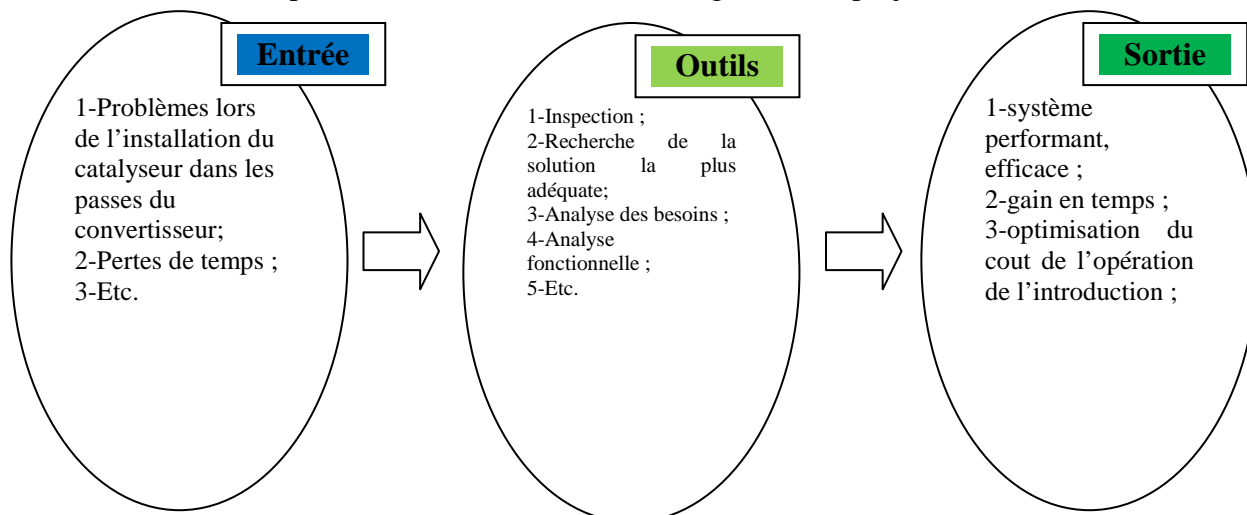 Entrée
1-Problèmes lors
de l’installation du
catalyseur dans les
passes du
convertisseur;
2-Pertes de temps ;
3-Etc.
Outils
1-Inspection ;
2-Recherche de la
solution la plus
adéquate;
3-Analyse des besoins ;
4-Analyse
fonctionnelle ;
5-Etc.
Sortie
1-système
performant,
efficace ;
2-gain en temps ;
3-optimisation du
cout de l’opération
de l’introduction ;